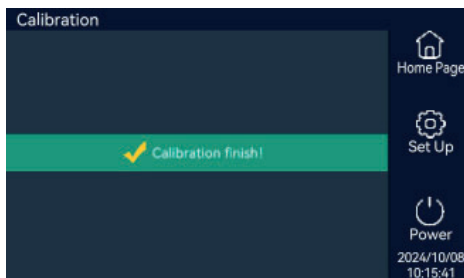 Calibration
Home Page
Calibration finish!
Set Up
Power
2024/10/08
10:15:41